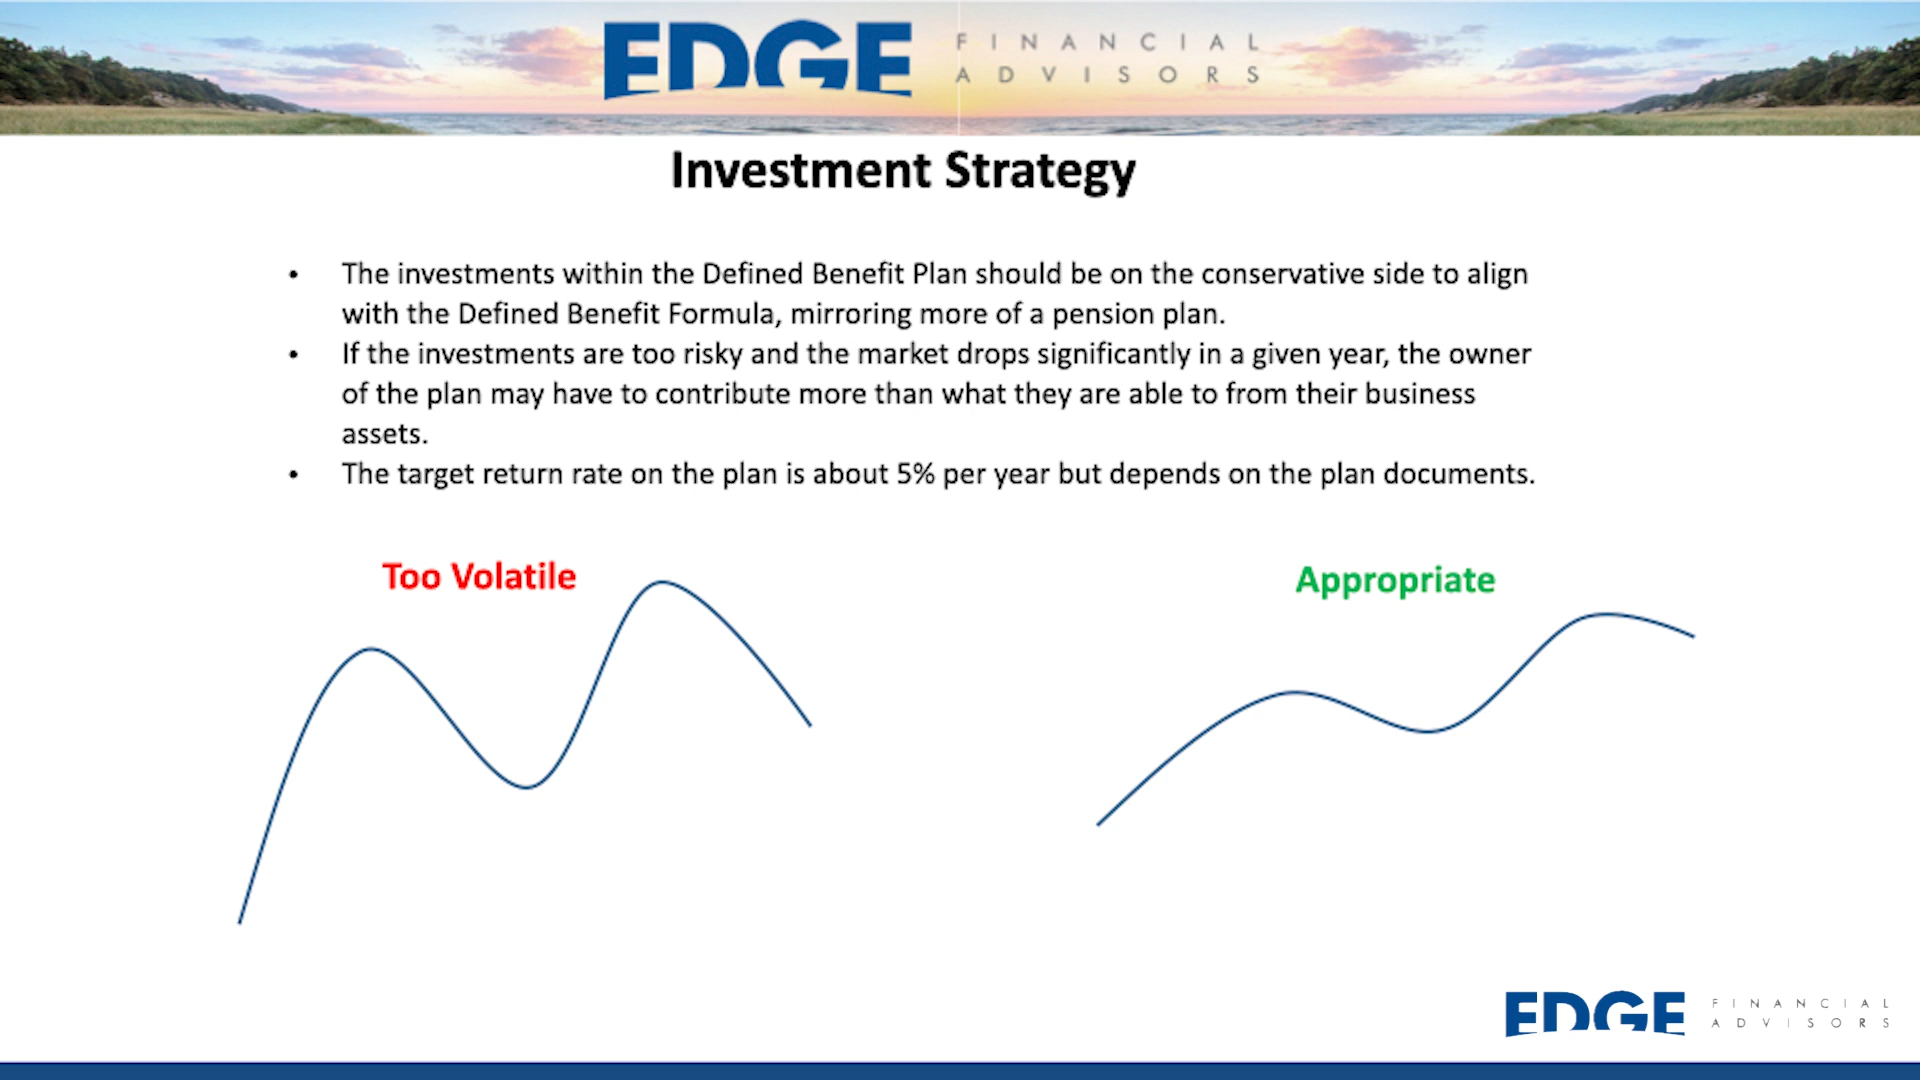 EDGE FINANCIAL
ADVISORS
Investment Strategy
• The investments within the Defined Benefit Plan should be on the conservative side to align
with the Defined Benefit Formula, mirroring more of a pension plan.
• If the investments are too risky and the market drops significantly in a given year, the owner
of the plan may have to contribute more than what they are able to from their business
assets.
• The target return rate on the plan is about 5% per year but depends on the plan documents.
Too Volatile
Appropriate
EDGE FINANCIAL
ADVISORS